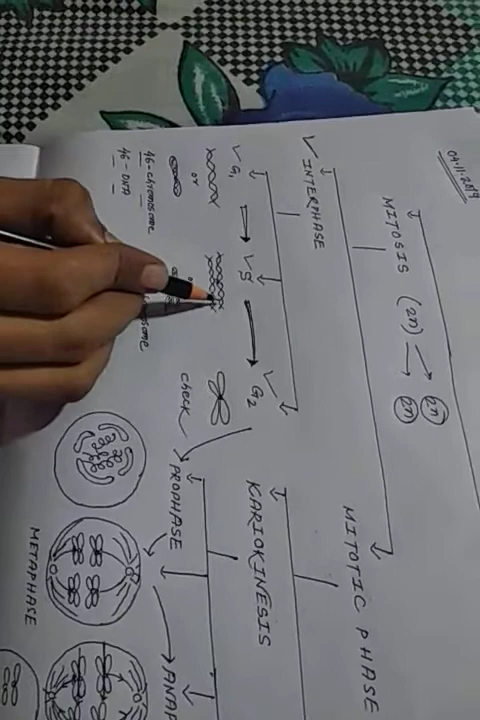 04.11.2019
MITOSIS (2n)
2n
2n
INTERPHASE
MITOTIC PHASE
G1
S
G2
KARIOKINESIS
or
check
PROPHASE
46-chromosome
46-DNA
METAPHASE